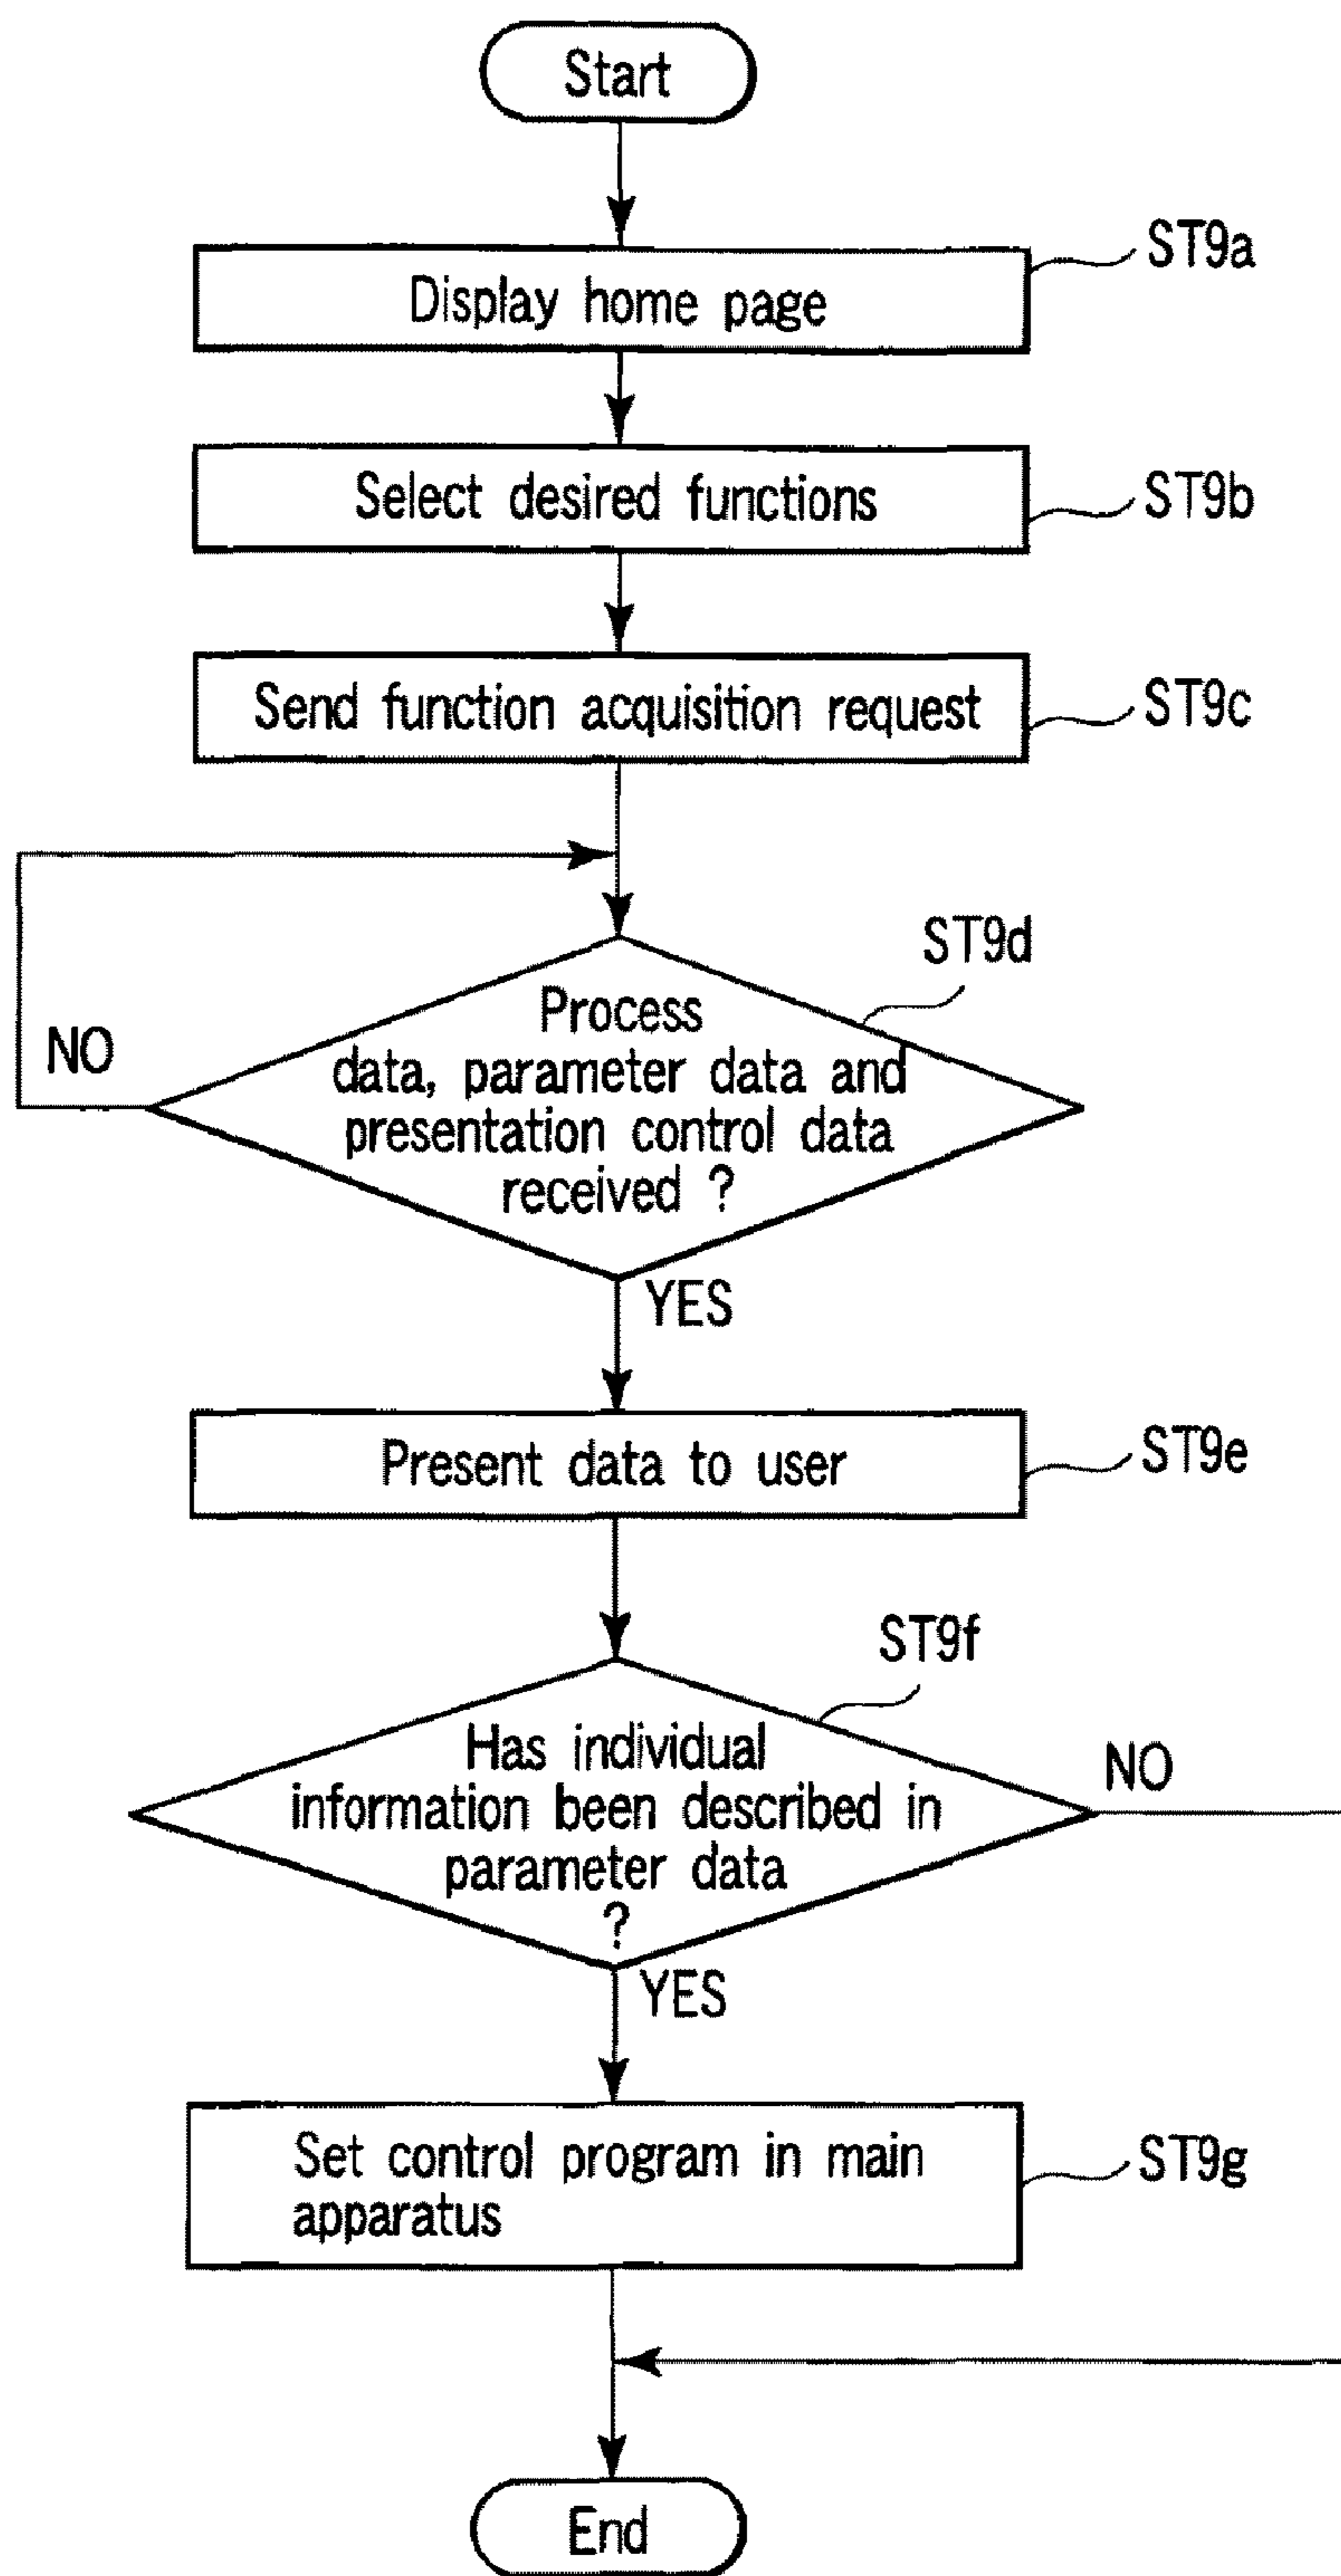 Start
ST9a
Display home page
Select desired functions
ST9b
Send function acquisition request
ST9c
ST9d
Process
data, parameter data and
presentation control data
received ?
NO
YES
Present data to user
ST9e
ST9f
Has individual
information been described in
parameter data
?
NO
YES
Set control program in main
apparatus
ST9g
End